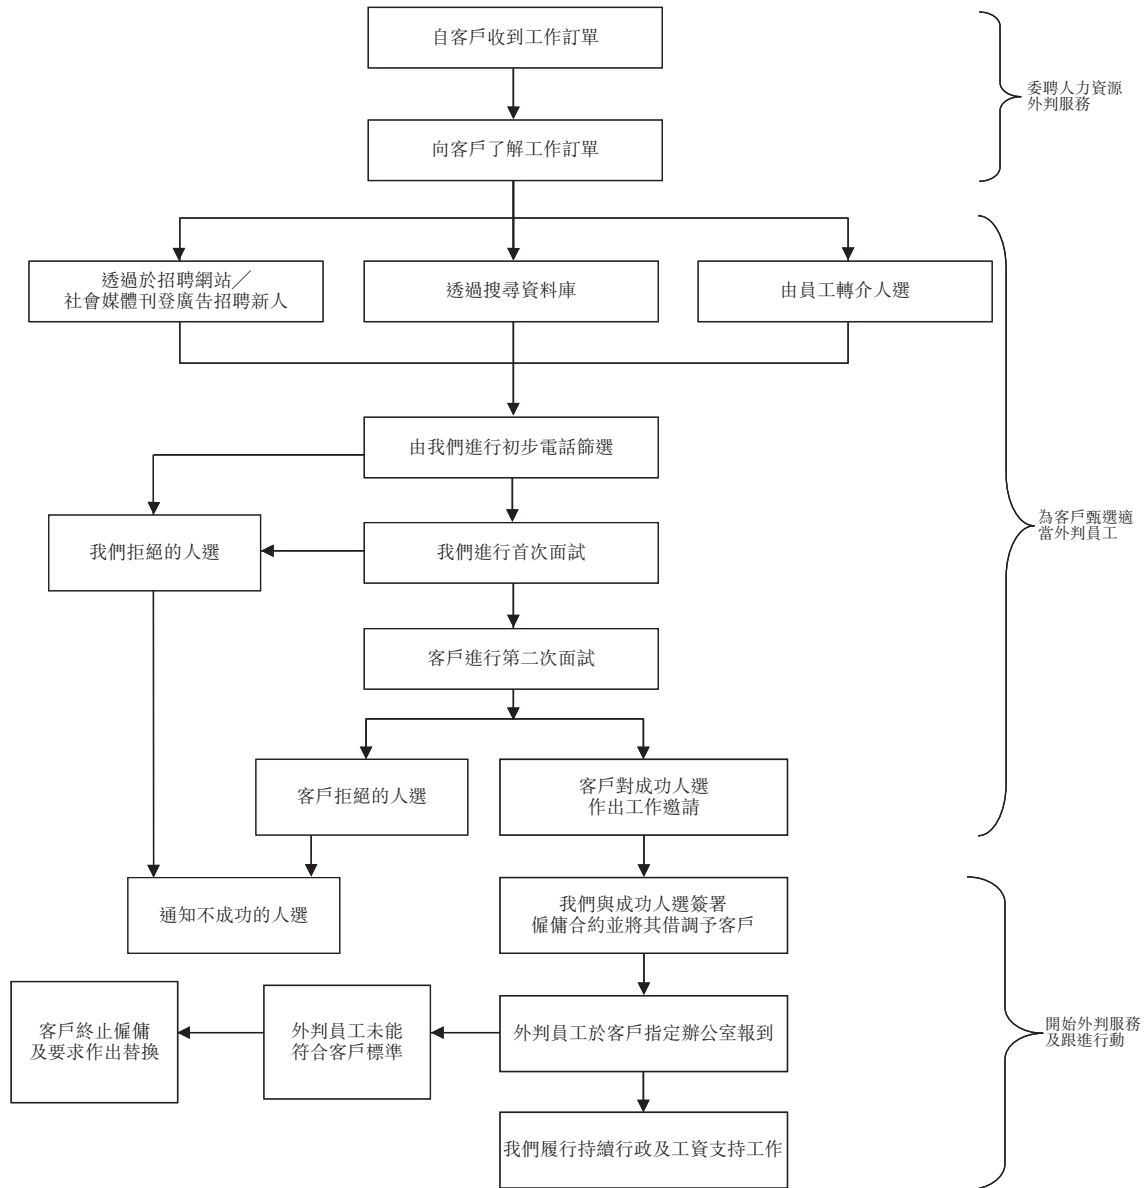 自客戶收到工作訂單
委聘人力資源
外判服務
向客戶了解工作訂單
透過於招聘網站／
社會媒體刊登廣告招聘新人
透過搜尋資料庫
由員工轉介人選
由我們進行初步電話篩選
我們拒絕的人選
我們進行首次面試
為客戶甄選適
當外判員工
客戶進行第二次面試
客戶拒絕的人選
客戶對成功人選
作出工作邀請
通知不成功的人選
我們與成功人選簽署
僱傭合約並將其借調予客戶
客戶終止僱傭
及要求作出替換
外判員工未能
符合客戶標準
外判員工於客戶指定辦公室報到
開始外判服務
及跟進行動
我們履行持續行政及工資支持工作